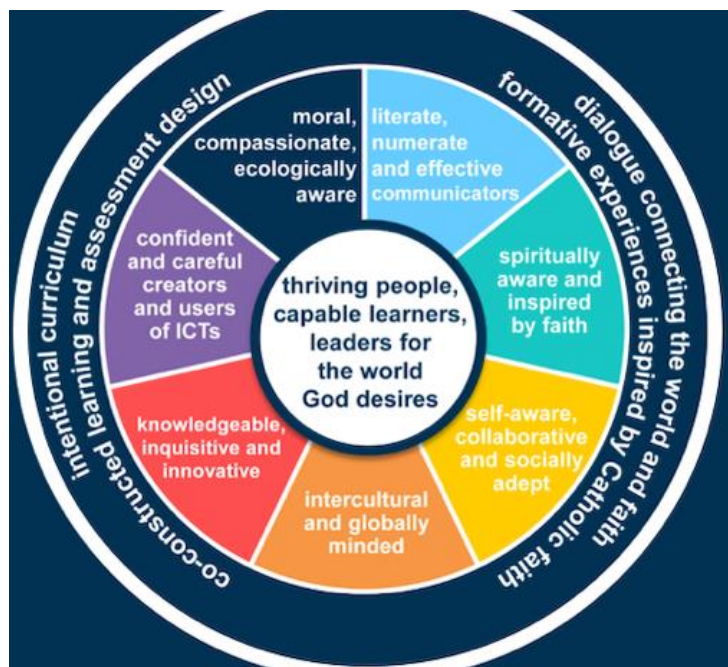 intentional curriculum
co-constructed learning and assessment design
dialogue connecting the world and faith
formative experiences inspired by Catholic faith
moral,
compassionate,
ecologically
aware
literate,
numerate
and effective
communicators
confident
and careful
creators
and users
of ICTs
thriving people,
capable learners,
leaders for
the world
God desires
spiritually
aware and
inspired
by faith
knowledgeable,
inquisitive and
innovative
intercultural
and globally
minded
self-aware,
collaborative
and socially
adept